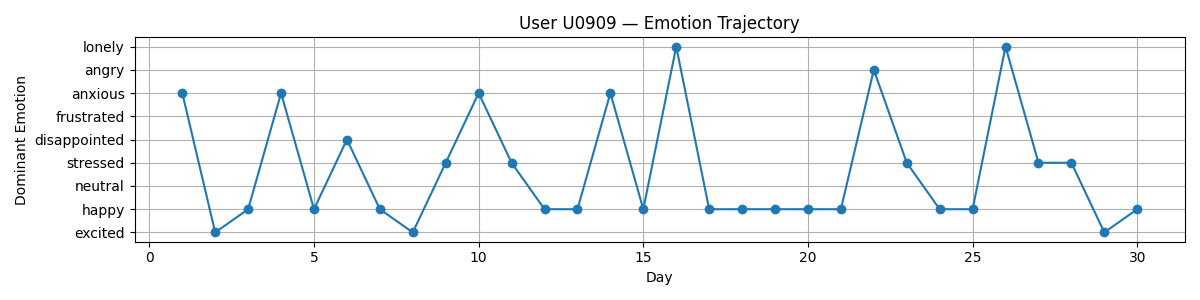 User U0909 — Emotion Trajectory
Dominant Emotion
lonely
angry
anxious
frustrated
disappointed
stressed
neutral
happy
excited
0 5 10 15 20 25 30
Day